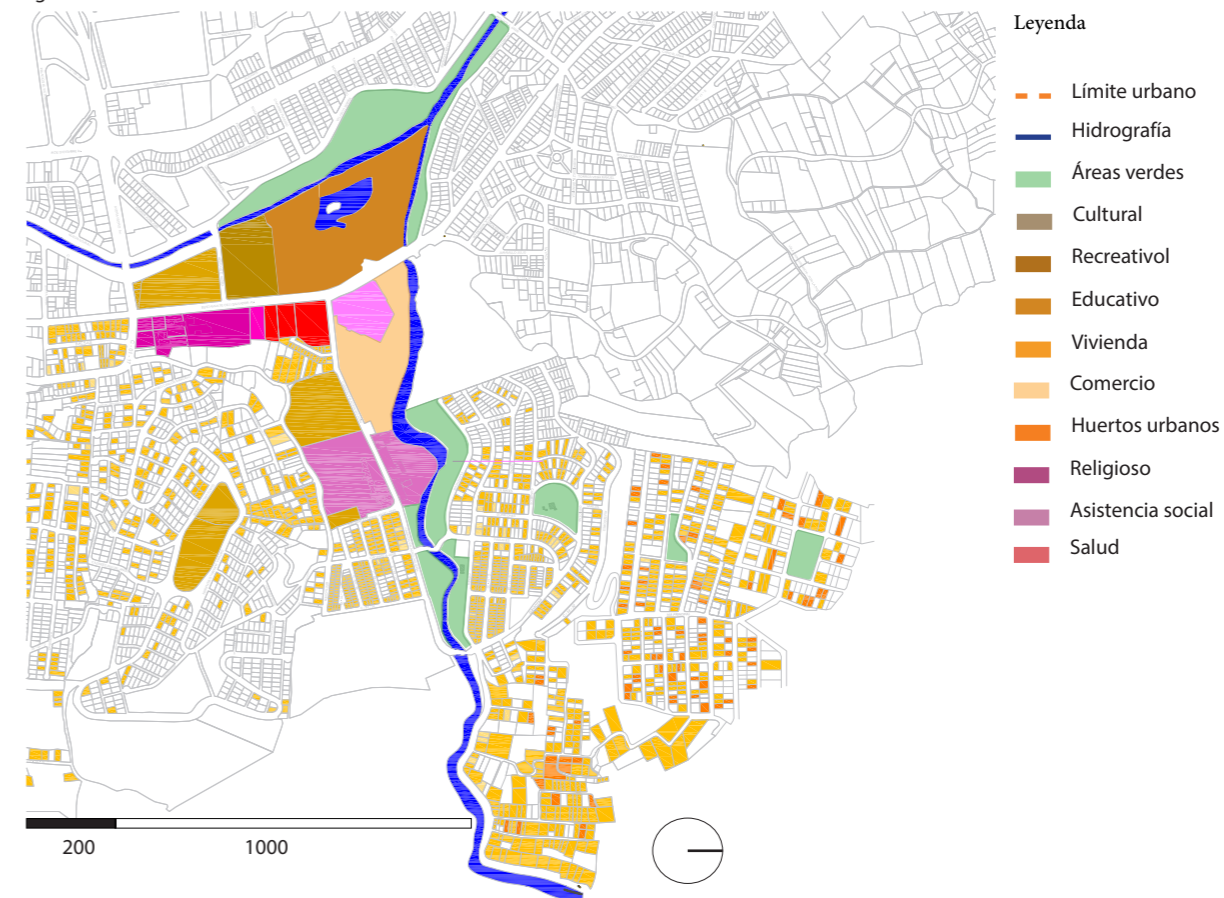 Leyenda
Límite urbano
Hidrografía
Áreas verdes
Cultural
Recreativol
Educativo
Vivienda
Comercio
Huertos urbanos
Religioso
Asistencia social
Salud
200
1000